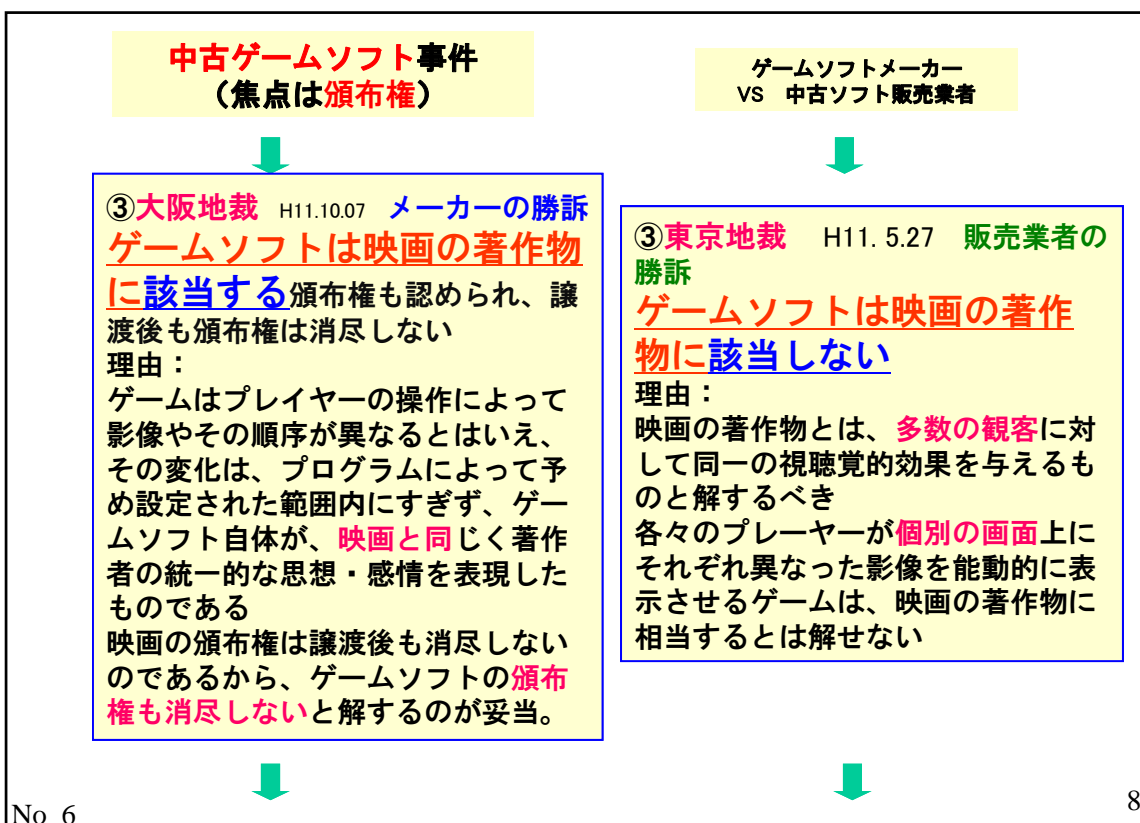 中古ゲームソフト事件
（焦点は頒布権）
ゲームソフトメーカー
VS　中古ソフト販売業者
③大阪地裁　H11.10.07　メーカーの勝訴
ゲームソフトは映画の著作物
に該当する頒布権も認められ、譲
渡後も頒布権は消尽しない
理由：
ゲームはプレイヤーの操作によって
影像やその順序が異なるとはいえ、
その変化は、プログラムによって予
め設定された範囲内にすぎず、ゲー
ムソフト自体が、映画と同じく著作
者の統一的な思想・感情を表現した
ものである
映画の頒布権は譲渡後も消尽しない
のであるから、ゲームソフトの頒布
権も消尽しないと解するのが妥当。
③東京地裁　H11. 5.27　販売業者の
勝訴
ゲームソフトは映画の著作
物に該当しない
理由：
映画の著作物とは、多数の観客に対
して同一の視聴覚的効果を与えるも
のと解するべき
各々のプレーヤーが個別の画面上に
それぞれ異なった影像を能動的に表
示させるゲームは、映画の著作物に
相当するとは解せない
No 6
8